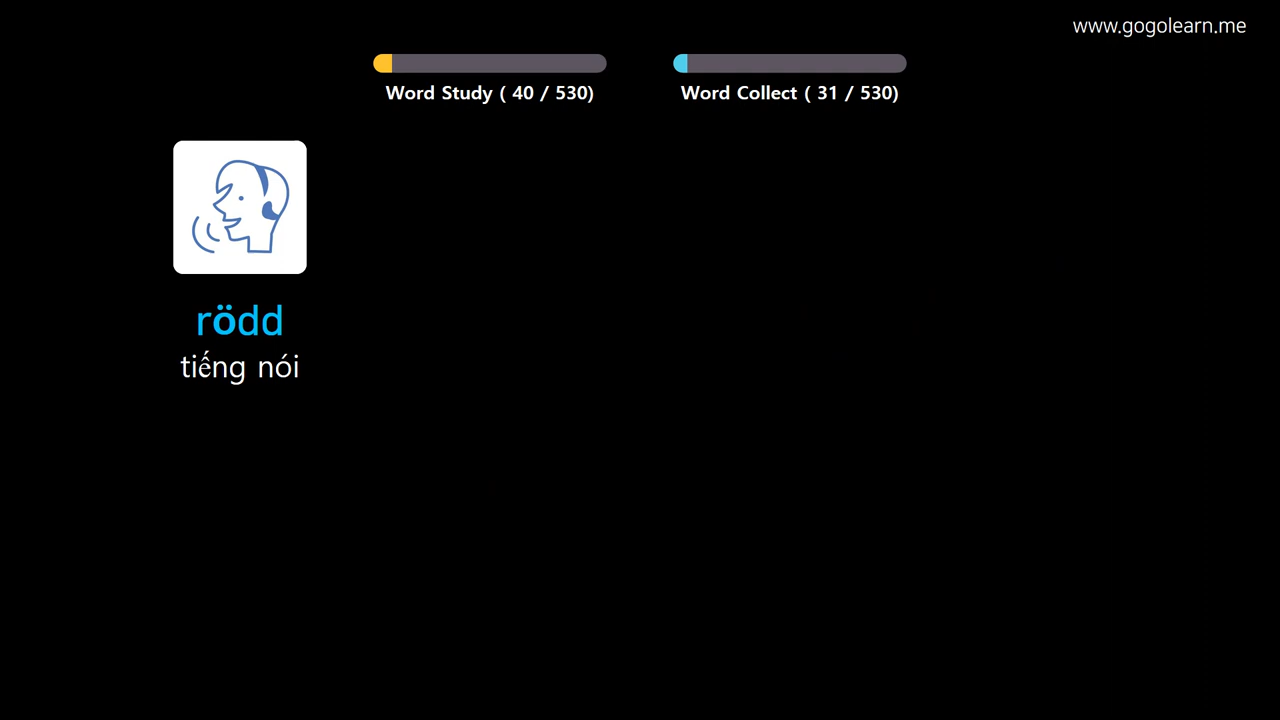 www.gogolearn.me
Word Study ( 40 / 530)
Word Collect ( 31 / 530)
rödd
tiếng nói